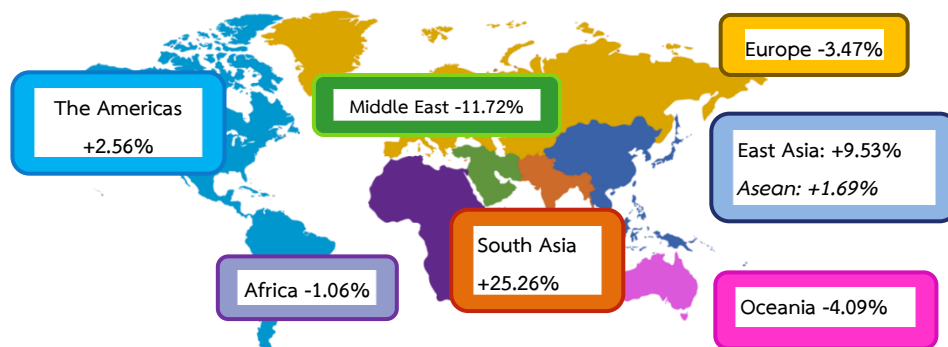 Europe -3.47%
The Americas
+2.56%
Middle East -11.72%
East Asia: +9.53%
Asean: +1.69%
South Asia
+25.26%
Africa -1.06%
Oceania -4.09%